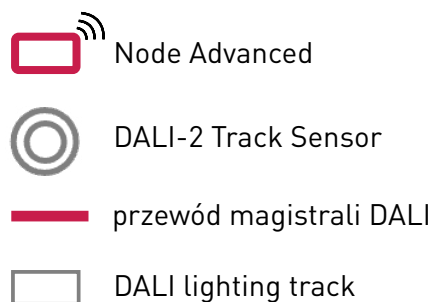 Node Advanced
DALI-2 Track Sensor
przewód magistrali DALI
DALI lighting track